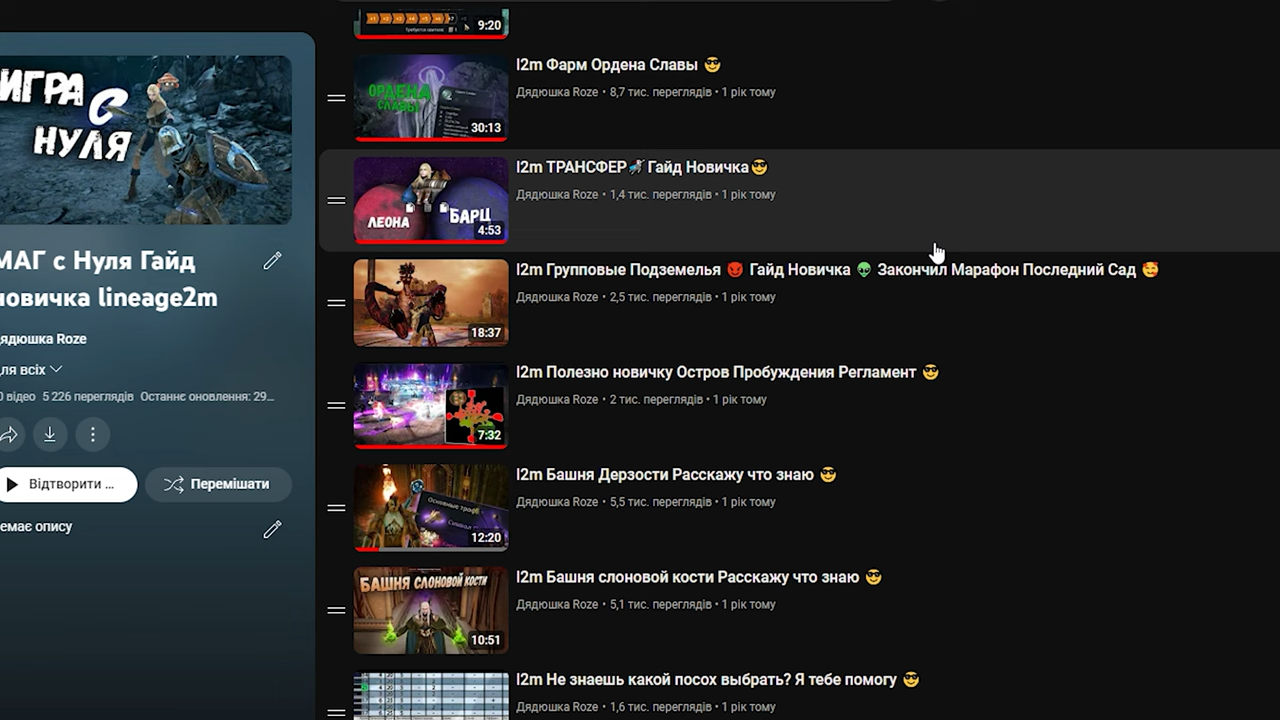 ИГРА С НУЛЯ
МАГ с Нуля Гайд
новичка lineage2m
Дядюшка Roze
для всіх
0 відео 5 226 переглядів Останнє оновлення: 29…
Відтворити ...
Перемішати
емає опису
9:20
l2m Фарм Ордена Славы 😎
Дядюшка Roze • 8,7 тис. переглядів • 1 рік тому
ОРДЕНА
СЛАВЫ
30:13
l2m ТРАНСФЕР🚀 Гайд Новичка😎
Дядюшка Roze • 1,4 тис. переглядів • 1 рік тому
ЛЕОНА
БАРЦ
4:53
l2m Групповые Подземелья 👹 Гайд Новичка 👽 Закончил Марафон Последний Сад 🥰
Дядюшка Roze • 2,5 тис. переглядів • 1 рік тому
18:37
l2m Полезно новичку Остров Пробуждения Регламент 😎
Дядюшка Roze • 2 тис. переглядів • 1 рік тому
7:32
l2m Башня Дерзости Расскажу что знаю 😎
Дядюшка Roze • 5,5 тис. переглядів • 1 рік тому
Основные
12:20
l2m Башня слоновой кости Расскажу что знаю 😎
Дядюшка Roze • 5,1 тис. переглядів • 1 рік тому
БАШНЯ СЛОНОВОЙ КОСТИ
10:51
l2m Не знаешь какой посох выбрать? Я тебе помогу 😎
Дядюшка Roze • 1,6 тис. переглядів • 1 рік тому